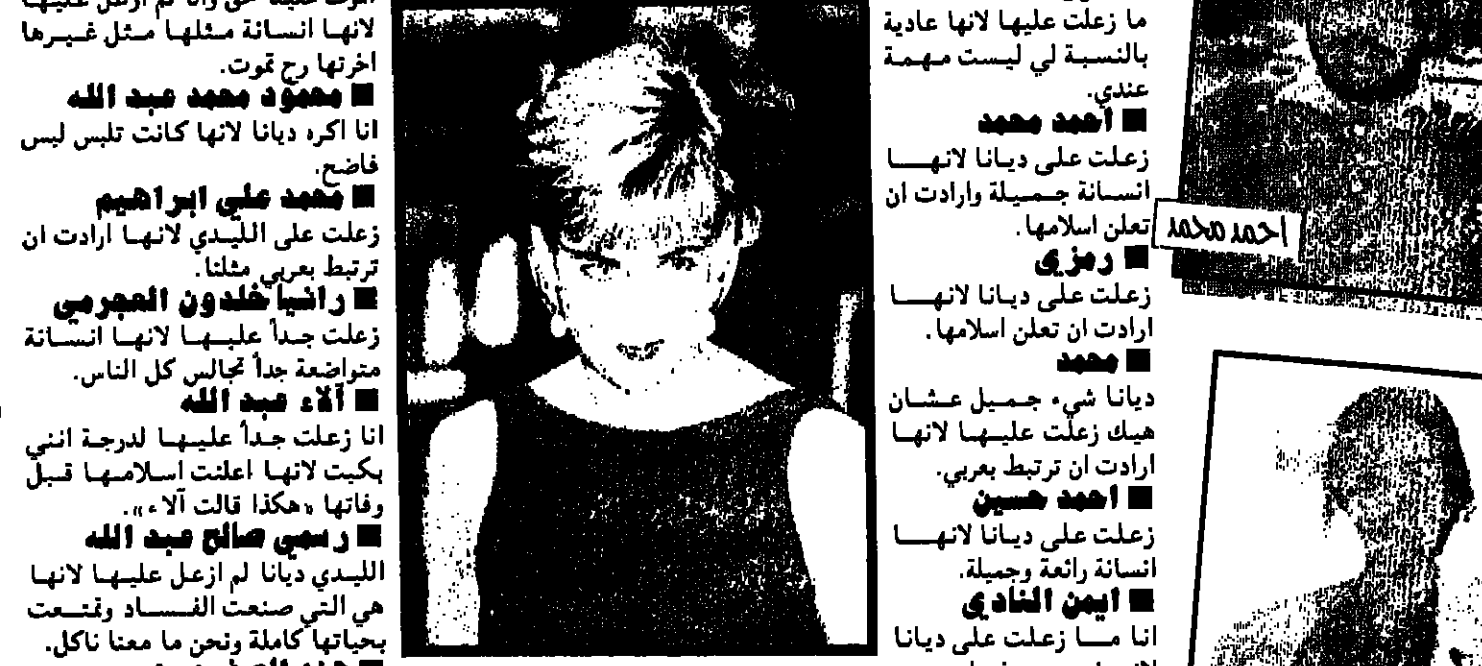 ما زعلت عليها لانها عادية
بالنسبة لي ليست مهمة
عندي.
■ احمد محمد
زعلت على ديانا لانها
انسانة جميلة وارادت ان
تعلن اسلامها.
■ رمزي
زعلت على ديانا لانها
ارادت ان تعلن اسلامها.
■ محمد
ديانا شيء جميل عشان
هيك زعلت عليها لانها
ارادت ان ترتبط بعربي.
■ احمد حسين
زعلت على ديانا لانها
انسانة رائعة وجميلة.
■ ايمن النادي
انا ما زعلت على ديانا
احمد محمد
لانها انسانة مثلها مثل غيرها
اخرتها رح تموت.
■ محمود محمد عبد الله
انا اكره ديانا لانها كانت تلبس لبس
فاضح.
■ محمد علي ابراهيم
زعلت على الليدي لانها ارادت ان
ترتبط بعربي مثلنا.
■ رانيا خلدون العجرمي
زعلت جداً عليها لانها انسانة
متواضعة جداً تجالس كل الناس.
■ آلاء عبد الله
انا زعلت جداً عليها لدرجة انني
بكيت لانها اعلنت اسلامها قبل
وفاتها «هكذا قالت آلاء».
■ رسمي صالح عبد الله
الليدي ديانا لم ازعل عليها لانها
هي التي صنعت الفساد وتمتعت
بحياتها كاملة ونحن ما معنا ناكل.